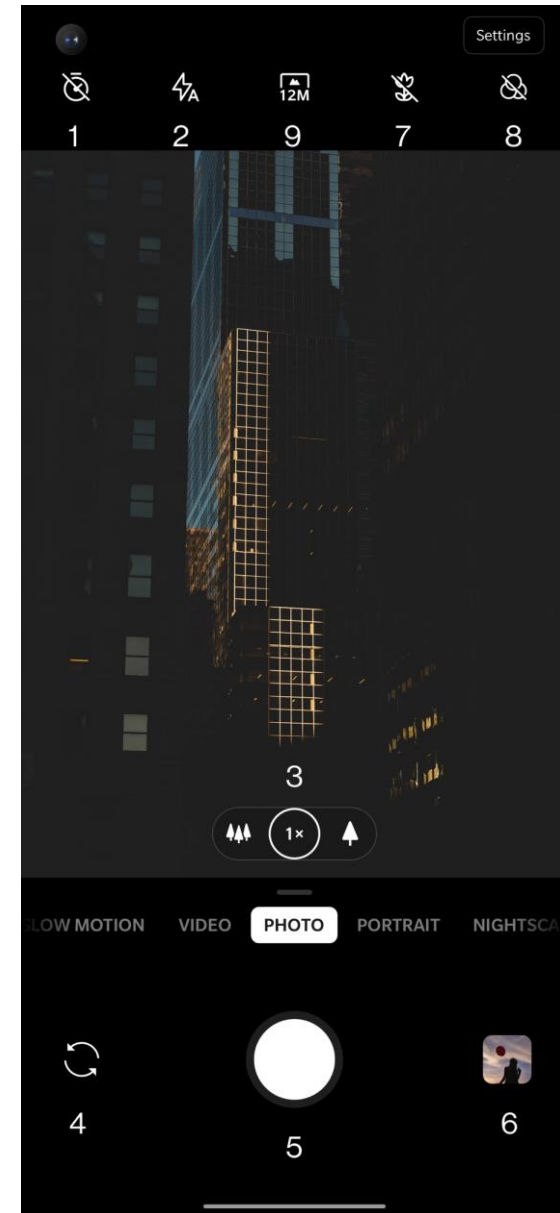 Settings
A
12M
1 2 9 7 8
3
1×
SLOW MOTION VIDEO PHOTO PORTRAIT NIGHTSCA
4 5 6